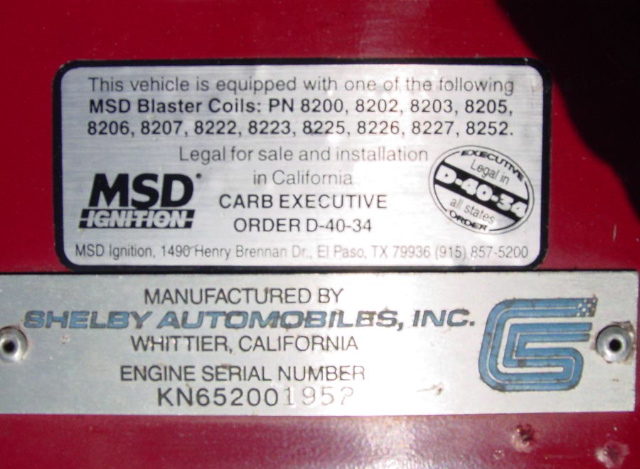 This vehicle is equipped with one of the following
MSD Blaster Coils: PN 8200, 8202, 8203, 8205,
8206, 8207, 8222, 8223, 8225, 8226, 8227, 8252.
Legal for sale and installation
in California
CARB EXECUTIVE
ORDER D-40-34
MSD
IGNITION
EXECUTIVE
Legal in
D-40-34
all states
ORDER
MSD Ignition, 1490 Henry Brennan Dr., El Paso, TX 79936 (915) 857-5200
MANUFACTURED BY
SHELBY AUTOMOBILES, INC.
WHITTIER, CALIFORNIA
ENGINE SERIAL NUMBER
KN652001952
CS